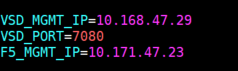 VSD_MGMT_IP=10.168.47.29
VSD_PORT=7080
F5_MGMT_IP=10.171.47.23